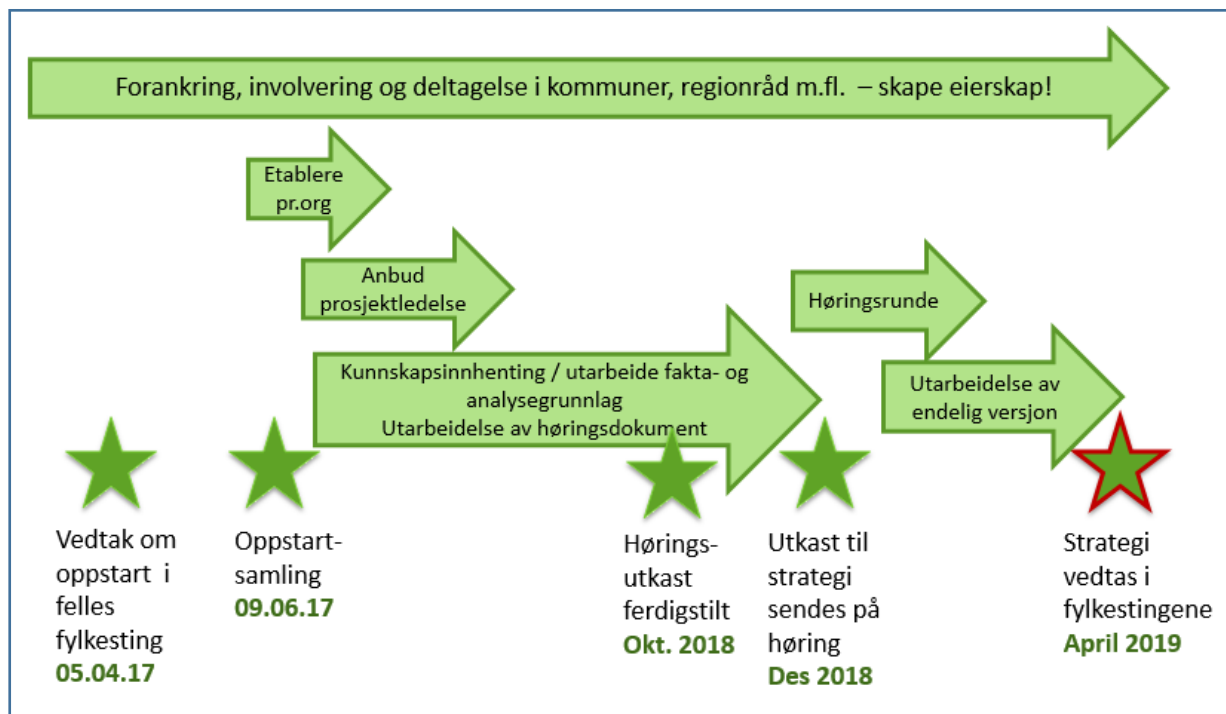 Forankring, involvering og deltagelse i kommuner, regionråd m.fl. – skape eierskap!
Etablere
pr.org
Anbud
prosjektledelse
Høringsrunde
Kunnskapsinnhenting / utarbeide fakta- og
analysegrunnlag
Utarbeidelse av høringsdokument
Utarbeidelse av
endelig versjon
Vedtak om
oppstart i
felles
fylkesting
05.04.17
Oppstart-
samling
09.06.17
Hørings-
utkast
ferdigstilt
Okt. 2018
Utkast til
strategi
sendes på
høring
Des 2018
Strategi
vedtas i
fylkestingene
April 2019